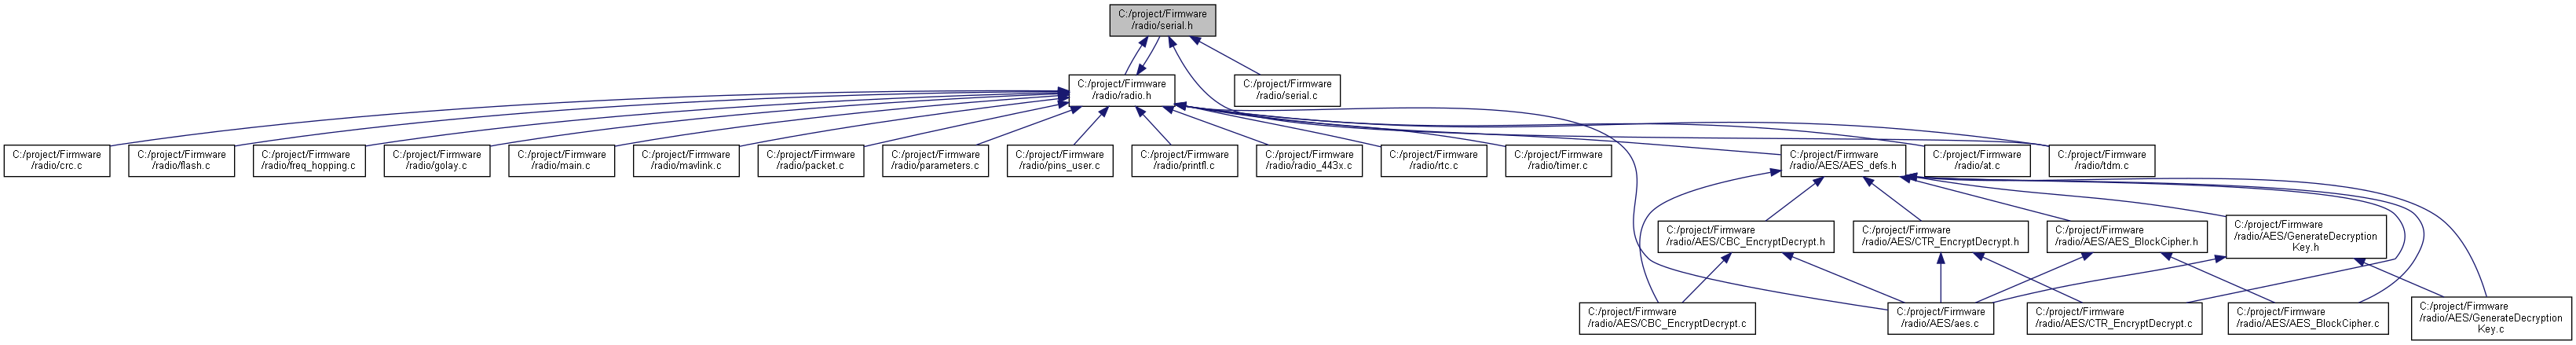 C:/project/Firmware
/radio/serial.h
C:/project/Firmware
/radio/radio.h
C:/project/Firmware
/radio/serial.c
C:/project/Firmware
/radio/crc.c
C:/project/Firmware
/radio/flash.c
C:/project/Firmware
/radio/freq_hopping.c
C:/project/Firmware
/radio/golay.c
C:/project/Firmware
/radio/main.c
C:/project/Firmware
/radio/mavlink.c
C:/project/Firmware
/radio/packet.c
C:/project/Firmware
/radio/parameters.c
C:/project/Firmware
/radio/pins_user.c
C:/project/Firmware
/radio/printfl.c
C:/project/Firmware
/radio/radio_443x.c
C:/project/Firmware
/radio/rtc.c
C:/project/Firmware
/radio/timer.c
C:/project/Firmware
/radio/AES/AES_defs.h
C:/project/Firmware
/radio/at.c
C:/project/Firmware
/radio/tdm.c
C:/project/Firmware
/radio/AES/CBC_EncryptDecrypt.h
C:/project/Firmware
/radio/AES/CTR_EncryptDecrypt.h
C:/project/Firmware
/radio/AES/AES_BlockCipher.h
C:/project/Firmware
/radio/AES/GenerateDecryption
Key.h
C:/project/Firmware
/radio/AES/CBC_EncryptDecrypt.c
C:/project/Firmware
/radio/AES/aes.c
C:/project/Firmware
/radio/AES/CTR_EncryptDecrypt.c
C:/project/Firmware
/radio/AES/AES_BlockCipher.c
C:/project/Firmware
/radio/AES/GenerateDecryption
Key.c